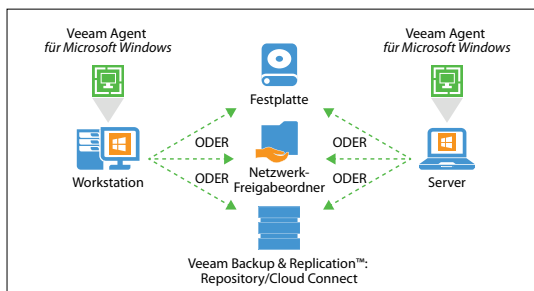 Veeam Agent
für Microsoft Windows
Veeam Agent
für Microsoft Windows
Festplatte
ODER
ODER
Workstation
Netzwerk-
Freigabeordner
Server
ODER
ODER
Veeam Backup & Replication™:
Repository/Cloud Connect